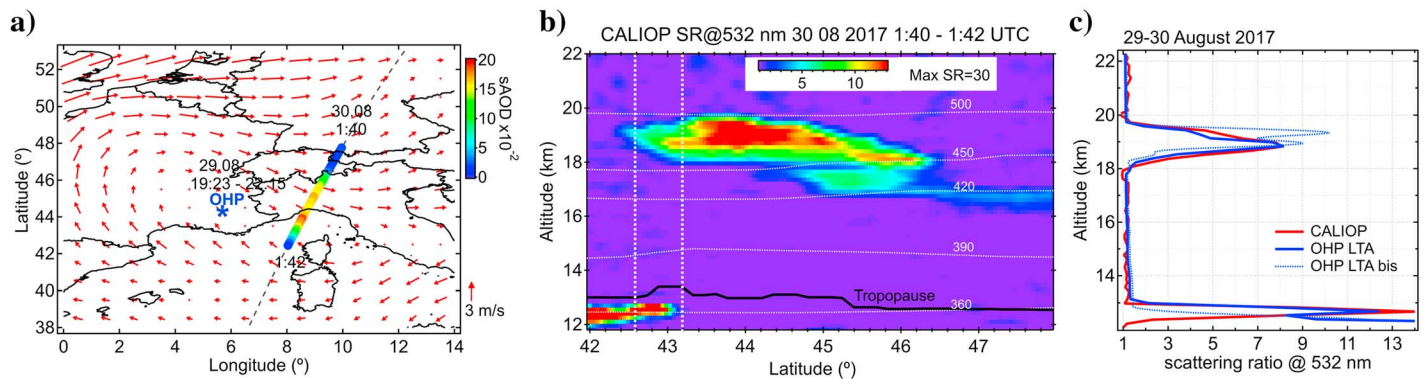 a)
52
50
48
46
44
42
40
38
Latitude (º)
0 2 4 6 8 10 12 14
Longitude (º)
30.08
1:40
29.08
OHP
1:42
20
15
10
5
0
sAOD x10⁻²
3 m/s
b)
CALIOP SR@532 nm 30 08 2017 1:40 - 1:42 UTC
5 10
Max SR=30
22
20
18
16
14
12
Altitude (km)
500
450
420
390
360
Tropopause
42 43 44 45 46 47
Latitude (º)
c)
29-30 August 2017
22
21
20
19
18
17
16
15
14
13
Altitude (km)
CALIOP
OHP LTA
OHP LTA bis
1 3 5 7 9 11 13
scattering ratio @ 532 nm